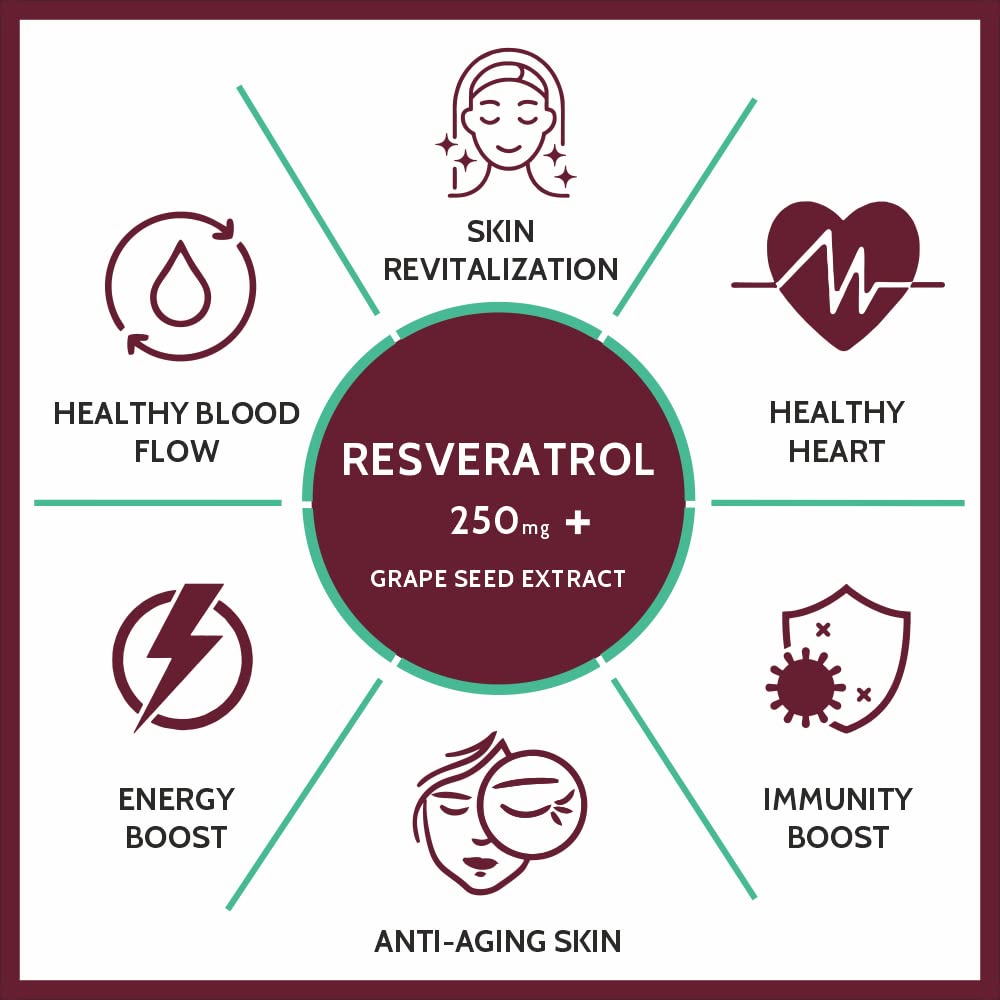 SKIN
REVITALIZATION
HEALTHY BLOOD
FLOW
HEALTHY
HEART
RESVERATROL
250mg +
GRAPE SEED EXTRACT
ENERGY
BOOST
IMMUNITY
BOOST
ANTI-AGING SKIN